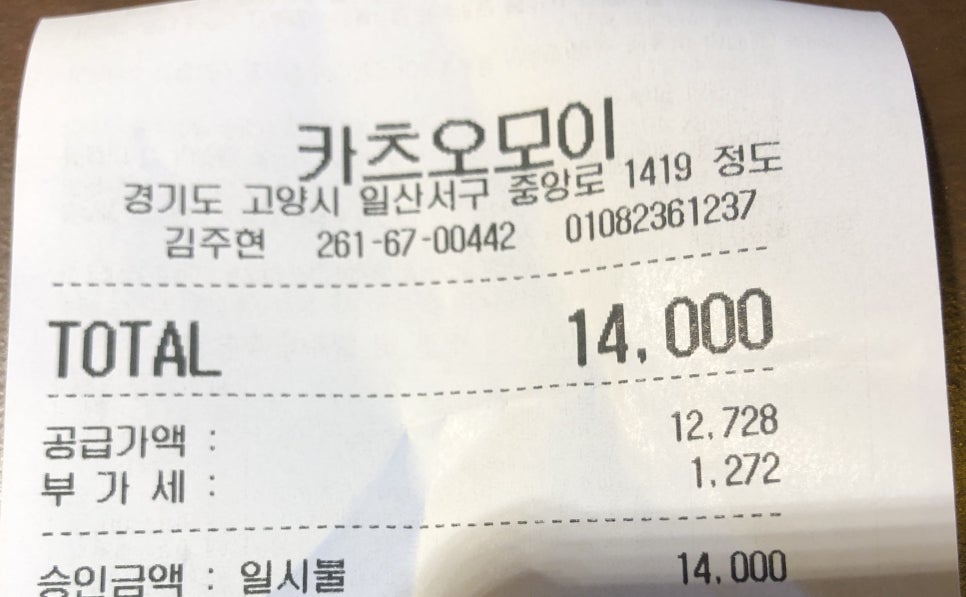 카츠오모이
경기도 고양시 일산서구 중앙로 1419 정도
김주현 261-67-00442 01082361237
TOTAL 14,000
공급가액 : 12,728
부 가 세 : 1,272
승인금액 : 일시불 14,000